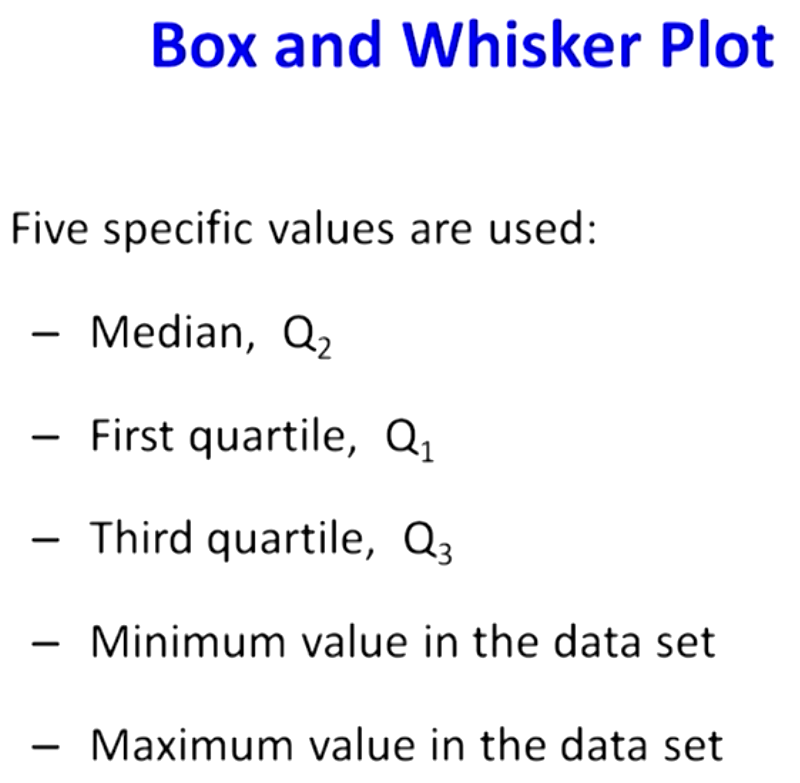 Box and Whisker Plot
Five specific values are used:
– Median, Q₂
– First quartile, Q₁
– Third quartile, Q₃
– Minimum value in the data set
– Maximum value in the data set